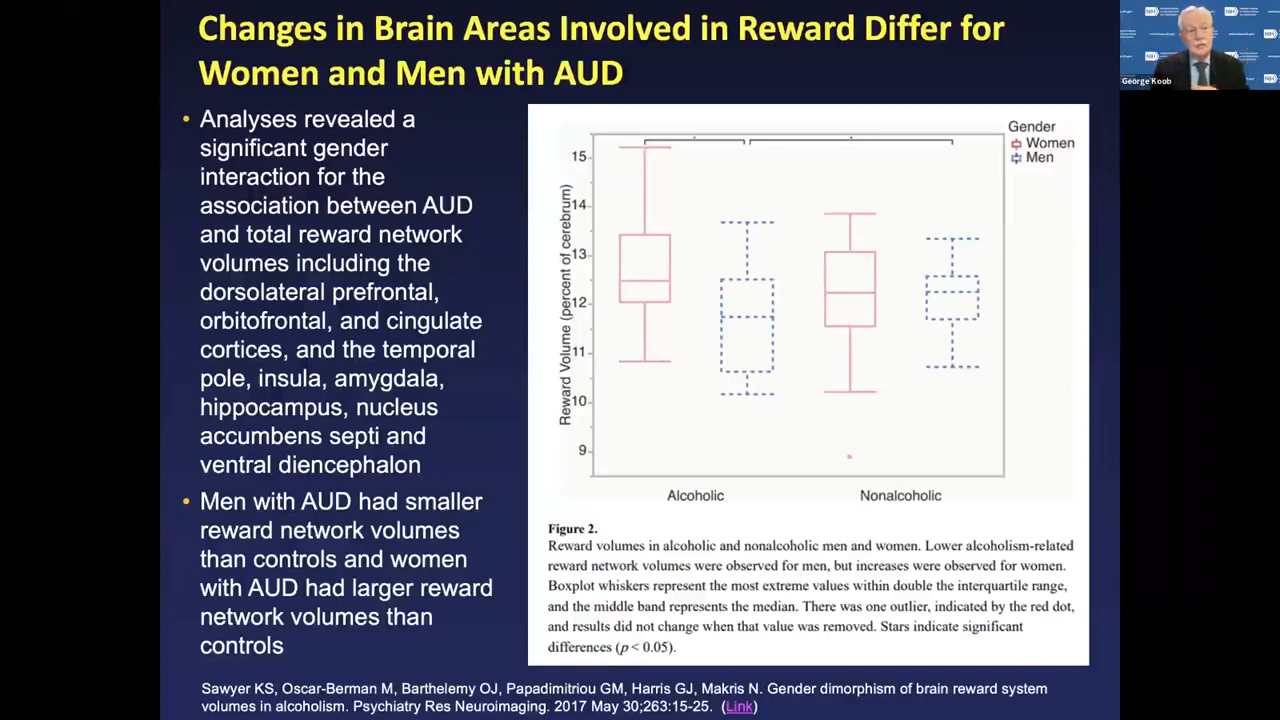 Changes in Brain Areas Involved in Reward Differ for
Women and Men with AUD
• Analyses revealed a
significant gender
interaction for the
association between AUD
and total reward network
volumes including the
dorsolateral prefrontal,
orbitofrontal, and cingulate
cortices, and the temporal
pole, insula, amygdala,
hippocampus, nucleus
accumbens septi and
ventral diencephalon
• Men with AUD had smaller
reward network volumes
than controls and women
with AUD had larger reward
network volumes than
controls
Gender
Women
Men
Reward Volume (percent of cerebrum)
15
14
13
12
11
10
9
Alcoholic
Nonalcoholic
Figure 2.
Reward volumes in alcoholic and nonalcoholic men and women. Lower alcoholism-related
reward network volumes were observed for men, but increases were observed for women.
Boxplot whiskers represent the most extreme values within double the interquartile range,
and the middle band represents the median. There was one outlier, indicated by the red dot,
and results did not change when that value was removed. Stars indicate significant
differences (p < 0.05).
Sawyer KS, Oscar-Berman M, Barthelemy OJ, Papadimitriou GM, Harris GJ, Makris N. Gender dimorphism of brain reward system
volumes in alcoholism. Psychiatry Res Neuroimaging. 2017 May 30;263:15-25. (Link)
NIH
George Koob